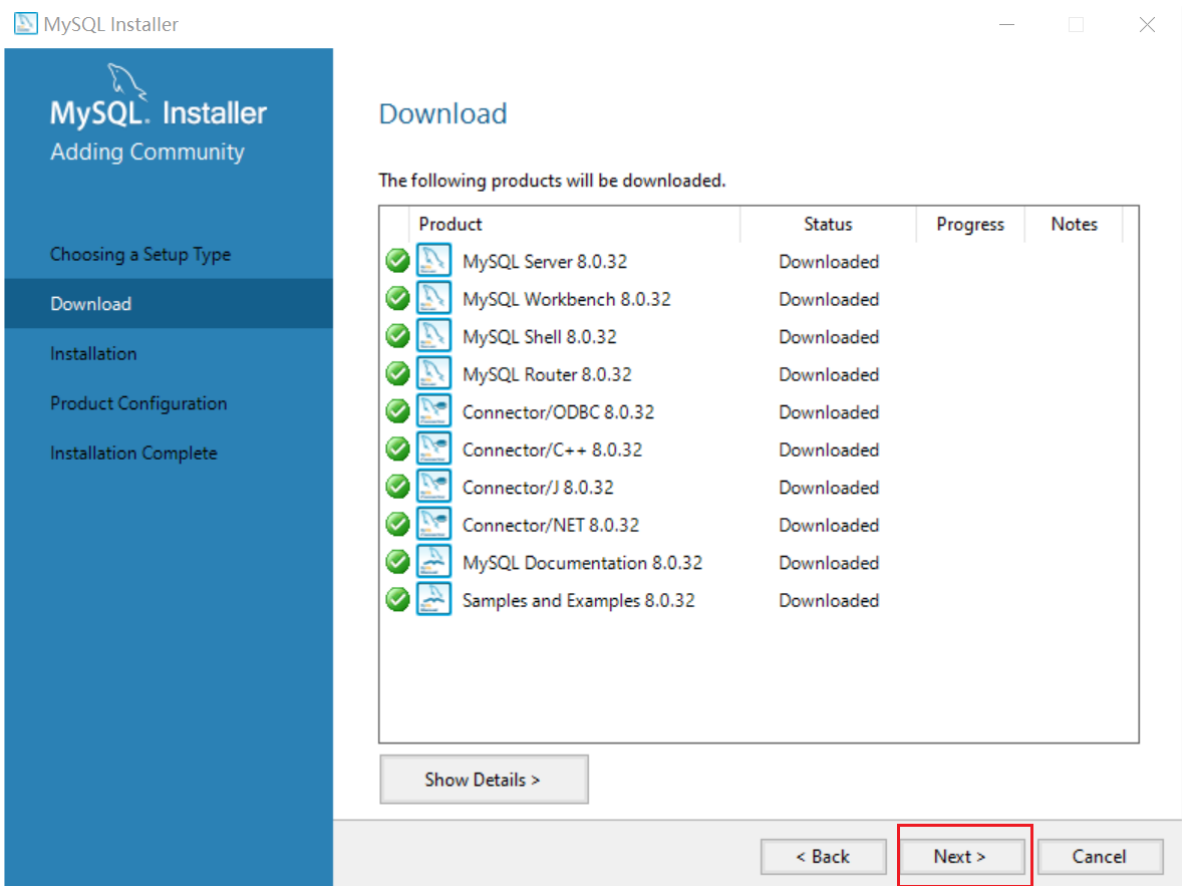 MySQL Installer
MySQL. Installer
Adding Community
Choosing a Setup Type
Download
Installation
Product Configuration
Installation Complete
Download
The following products will be downloaded.
Product Status Progress Notes
MySQL Server 8.0.32 Downloaded
MySQL Workbench 8.0.32 Downloaded
MySQL Shell 8.0.32 Downloaded
MySQL Router 8.0.32 Downloaded
Connector/ODBC 8.0.32 Downloaded
Connector/C++ 8.0.32 Downloaded
Connector/J 8.0.32 Downloaded
Connector/NET 8.0.32 Downloaded
MySQL Documentation 8.0.32 Downloaded
Samples and Examples 8.0.32 Downloaded
Show Details >
< Back Next > Cancel